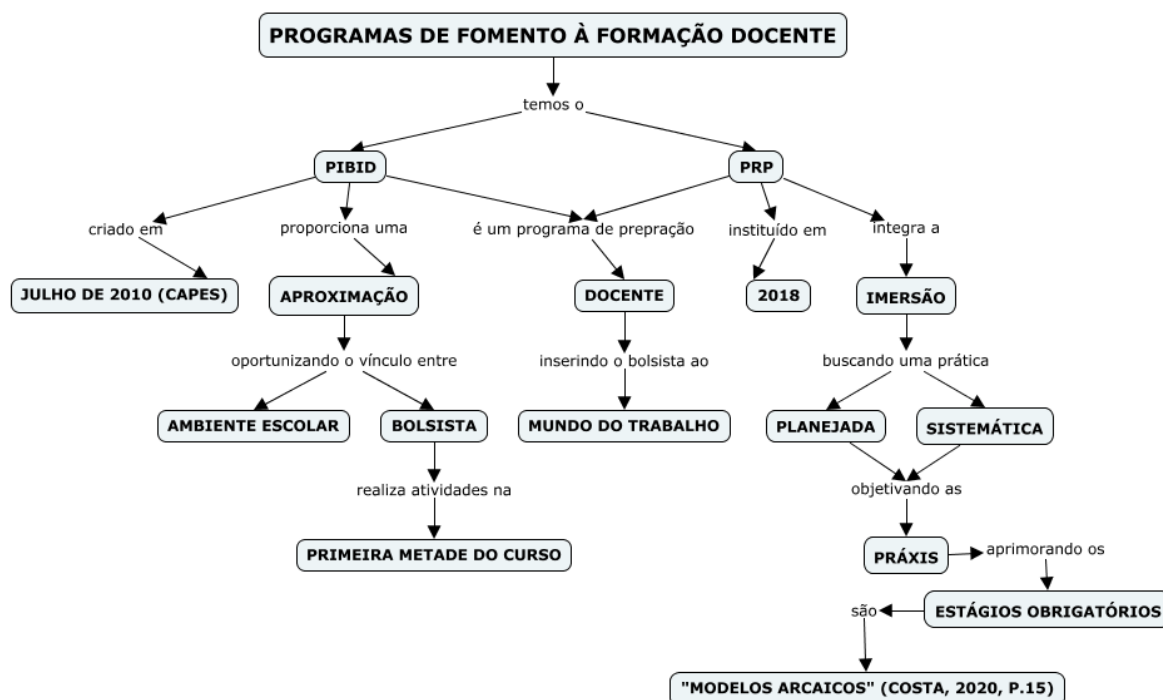 PROGRAMAS DE FOMENTO À FORMAÇÃO DOCENTE
temos o
PIBID
PRP
criado em
proporciona uma
é um programa de prepração
instituído em
integra a
JULHO DE 2010 (CAPES)
APROXIMAÇÃO
DOCENTE
2018
IMERSÃO
oportunizando o vínculo entre
inserindo o bolsista ao
buscando uma prática
AMBIENTE ESCOLAR
BOLSISTA
MUNDO DO TRABALHO
PLANEJADA
SISTEMÁTICA
realiza atividades na
objetivando as
PRIMEIRA METADE DO CURSO
PRÁXIS
aprimorando os
são
ESTÁGIOS OBRIGATÓRIOS
"MODELOS ARCAICOS" (COSTA, 2020, P.15)